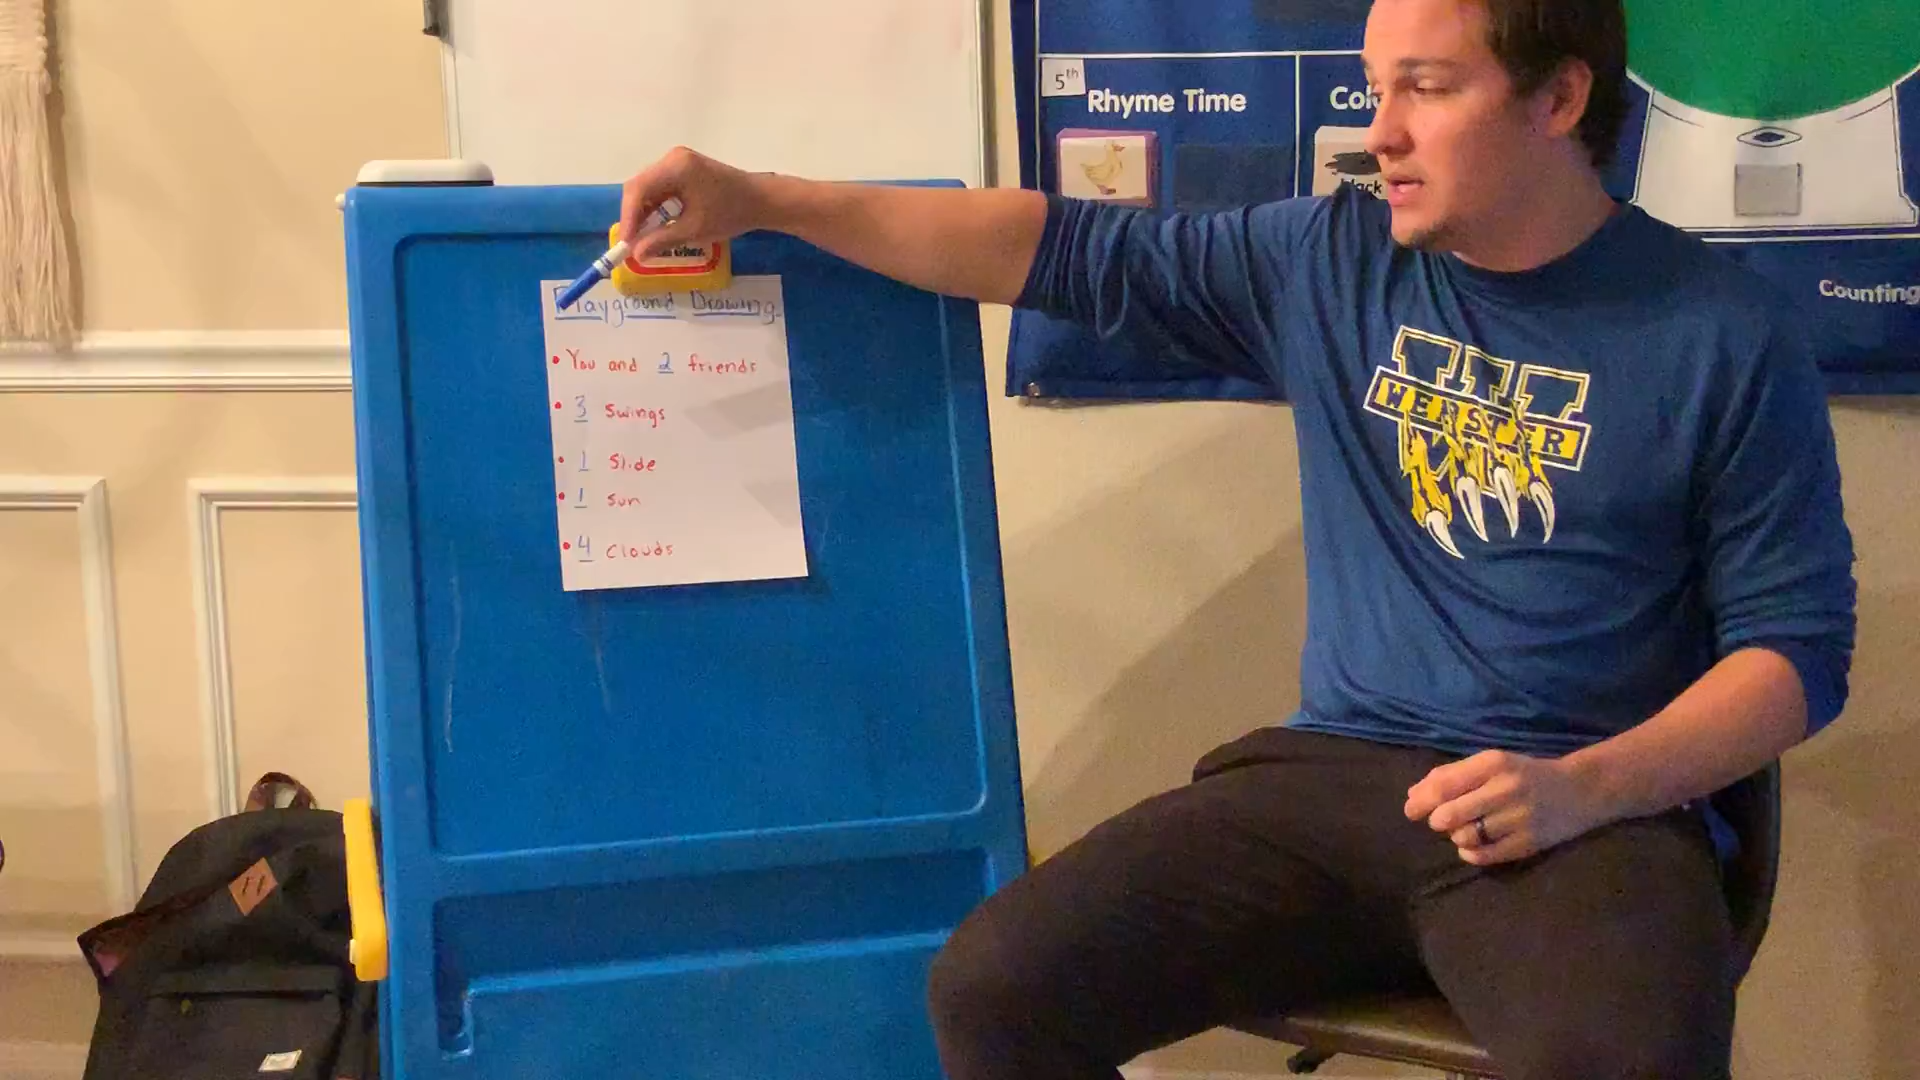 5th
Rhyme Time
black
Counting
Playground Drawing
• You and 2 friends
• 3 Swings
• 1 Slide
• 1 Sun
• 4 Clouds
W
WEBSTER